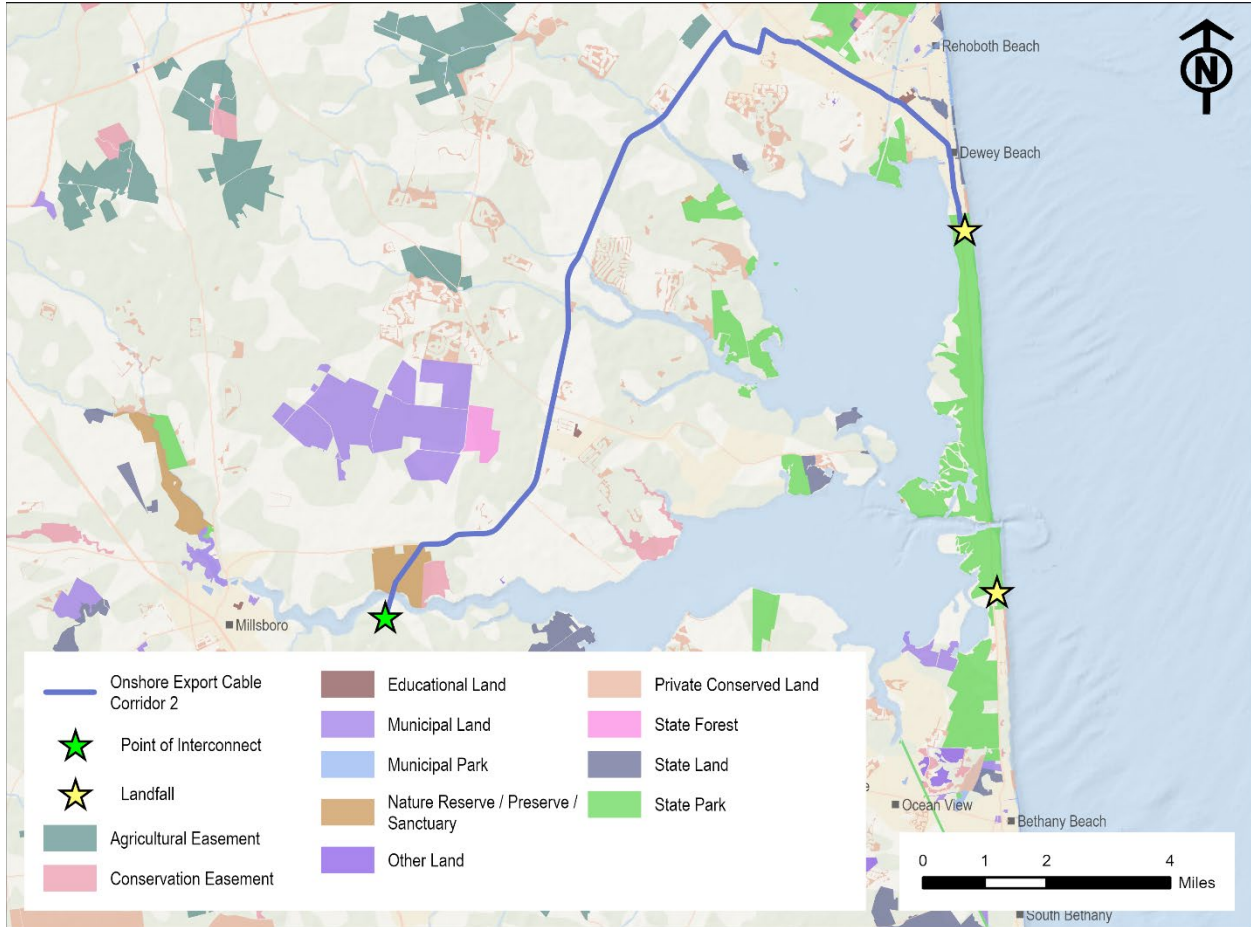 N
Rehoboth Beach
Dewey Beach
Millsboro
Ocean View
Bethany Beach
South Bethany
Onshore Export Cable
Corridor 2
Point of Interconnect
Landfall
Agricultural Easement
Conservation Easement
Educational Land
Municipal Land
Municipal Park
Nature Reserve / Preserve /
Sanctuary
Other Land
Private Conserved Land
State Forest
State Land
State Park
0 1 2 4
Miles